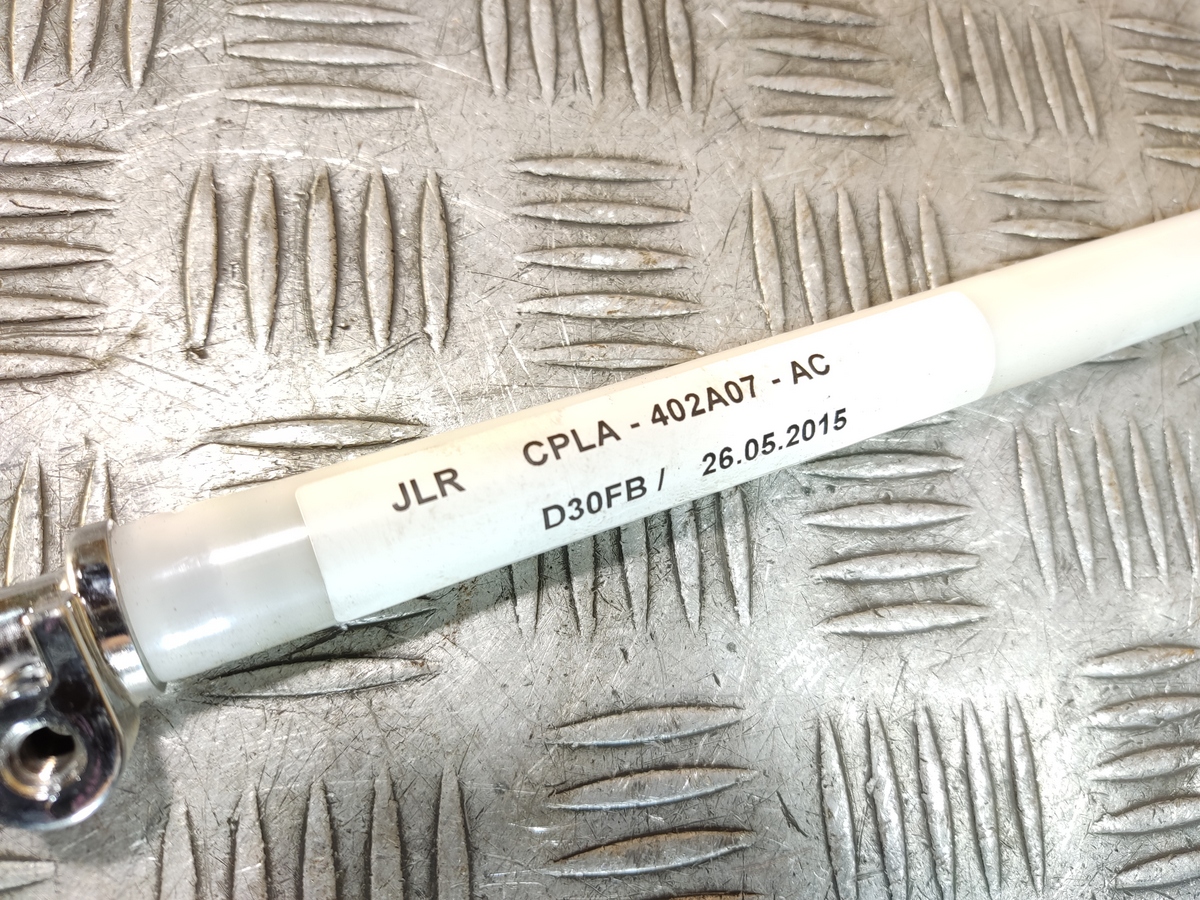 JLR CPLA - 402A07 - AC
D30FB / 26.05.2015